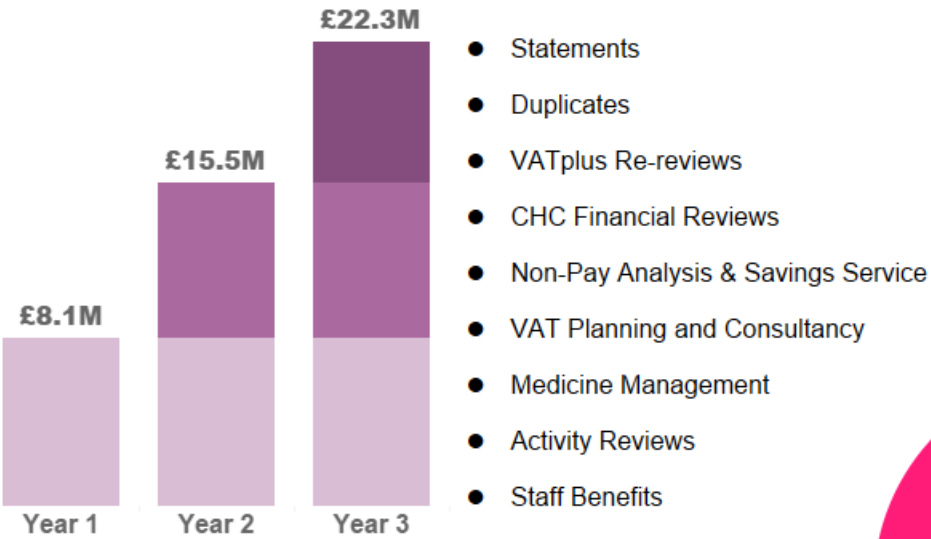 £22.3M
£15.5M
£8.1M
Year 1
Year 2
Year 3
● Statements
● Duplicates
● VATplus Re-reviews
● CHC Financial Reviews
● Non-Pay Analysis & Savings Service
● VAT Planning and Consultancy
● Medicine Management
● Activity Reviews
● Staff Benefits